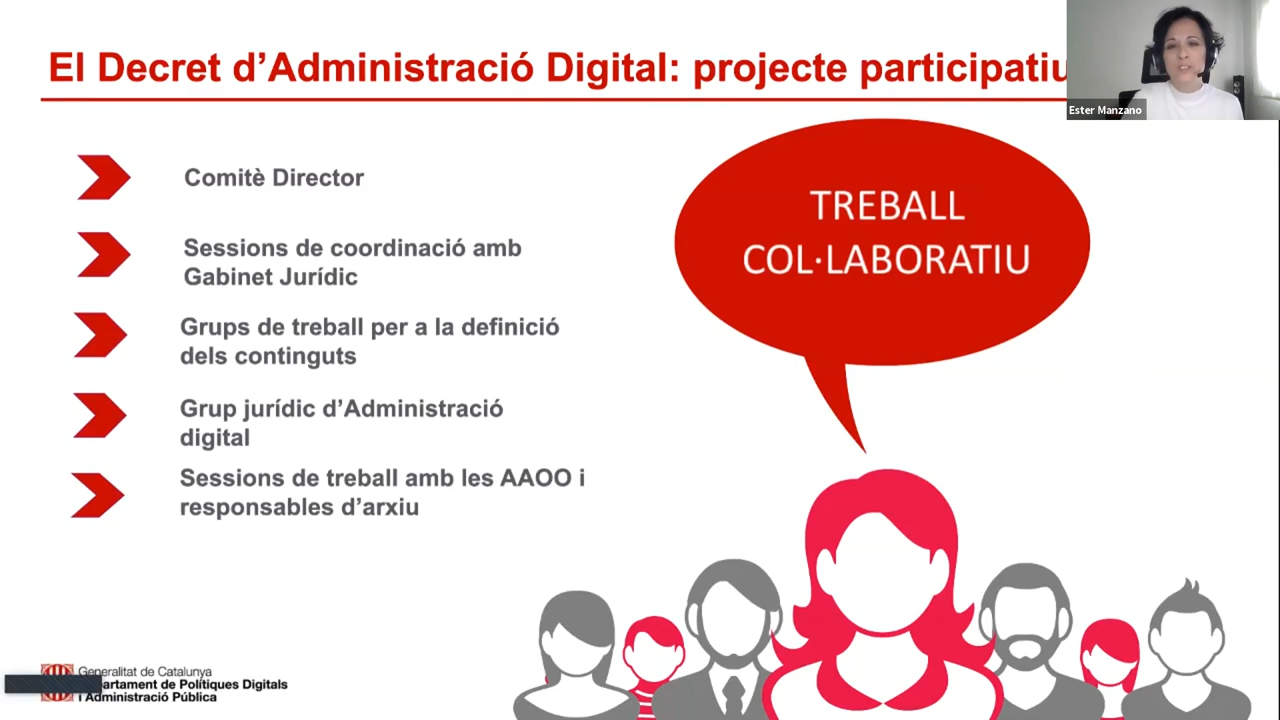 El Decret d'Administració Digital: projecte participatiu
Ester Manzano
Comitè Director
Sessions de coordinació amb
Gabinet Jurídic
Grups de treball per a la definició
dels continguts
Grup jurídic d'Administració
digital
Sessions de treball amb les AAOO i
responsables d'arxiu
TREBALL
COL·LABORATIU
Generalitat de Catalunya
partament de Polítiques Digitals
i Administració Pública